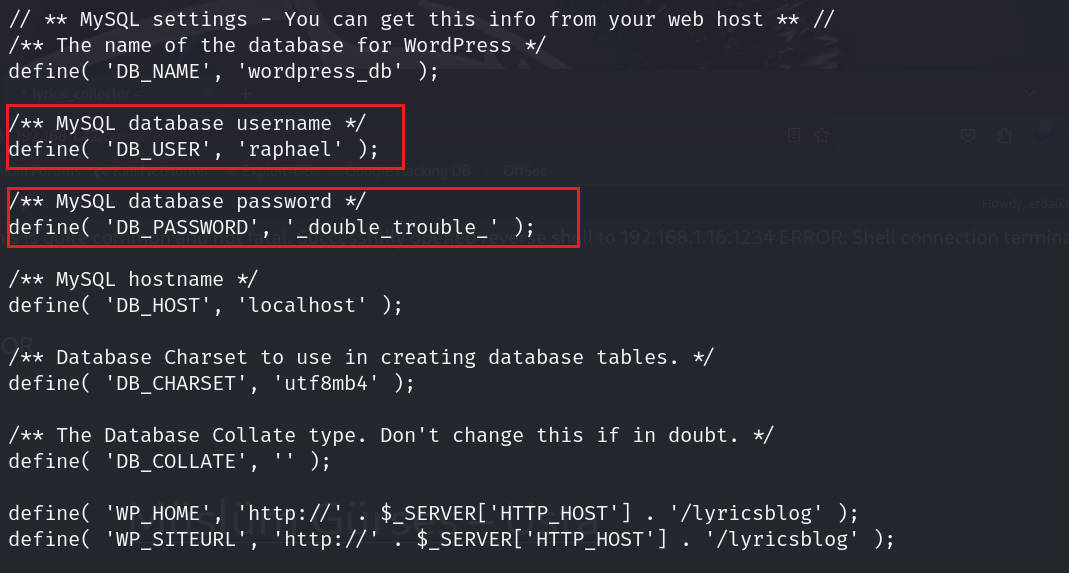 // ** MySQL settings - You can get this info from your web host ** //
/** The name of the database for WordPress */
define( 'DB_NAME', 'wordpress_db' );
/** MySQL database username */
define( 'DB_USER', 'raphael' );
/** MySQL database password */
define( 'DB_PASSWORD', '_double_trouble_' );
/** MySQL hostname */
define( 'DB_HOST', 'localhost' );
/** Database Charset to use in creating database tables. */
define( 'DB_CHARSET', 'utf8mb4' );
/** The Database Collate type. Don't change this if in doubt. */
define( 'DB_COLLATE', '' );
define( 'WP_HOME', 'http://' . $_SERVER['HTTP_HOST'] . '/lyricsblog' );
define( 'WP_SITEURL', 'http://' . $_SERVER['HTTP_HOST'] . '/lyricsblog' );